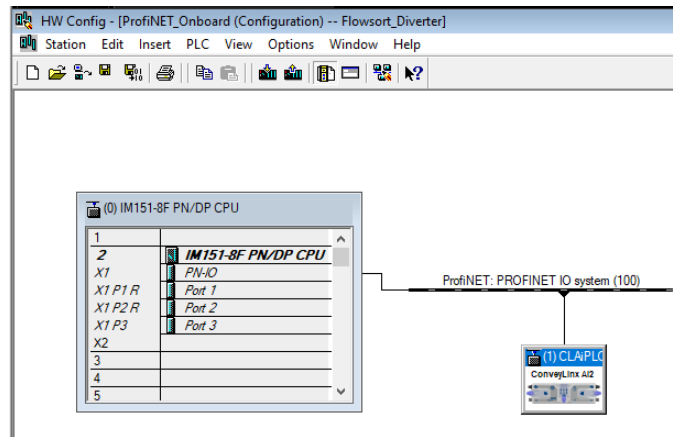 HW Config - [ProfiNET_Onboard (Configuration) -- Flowsort_Diverter]
Station Edit Insert PLC View Options Window Help
(0) IM151-8F PN/DP CPU
1
2 IM151-8F PN/DP CPU
X1 PN-IO
X1 P1 R Port 1
X1 P2 R Port 2
X1 P3 Port 3
X2
3
4
5
ProfiNET: PROFINET IO system (100)
(1) CLAiPLC
ConveyLinx Ai2